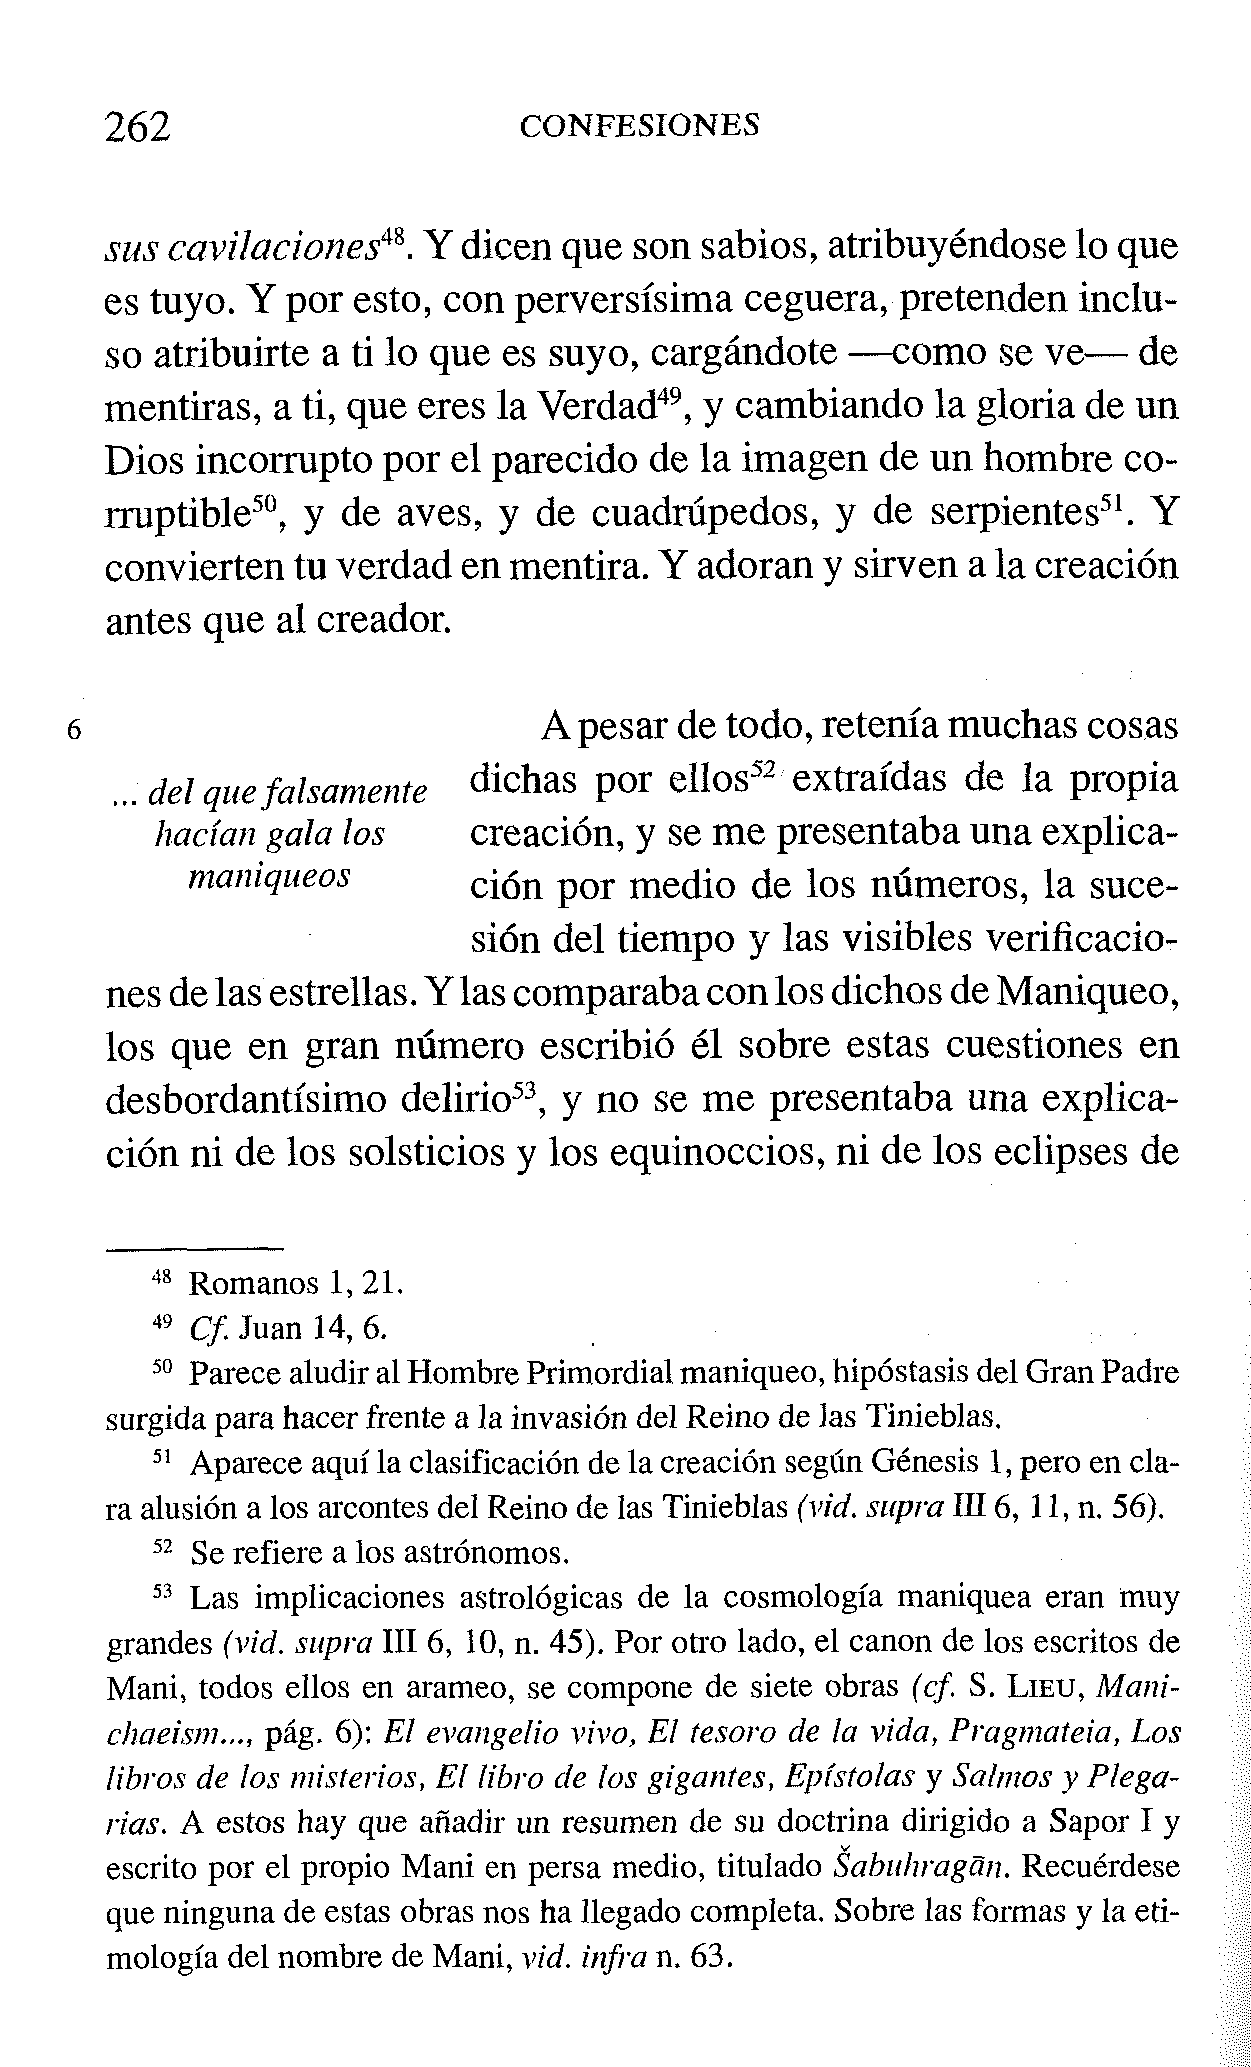 262 CONFESIONES
sus cavilaciones⁴⁸. Y dicen que son sabios, atribuyéndose lo que
es tuyo. Y por esto, con perversísima ceguera, pretenden inclu-
so atribuirte a ti lo que es suyo, cargándote —como se ve— de
mentiras, a ti, que eres la Verdad⁴⁹, y cambiando la gloria de un
Dios incorrupto por el parecido de la imagen de un hombre co-
rruptible⁵⁰, y de aves, y de cuadrúpedos, y de serpientes⁵¹. Y
convierten tu verdad en mentira. Y adoran y sirven a la creación
antes que al creador.
6
... del que falsamente
hacían gala los
maniqueos
A pesar de todo, retenía muchas cosas
dichas por ellos⁵² extraídas de la propia
creación, y se me presentaba una explica-
ción por medio de los números, la suce-
sión del tiempo y las visibles verificacio-
nes de las estrellas. Y las comparaba con los dichos de Maniqueo,
los que en gran número escribió él sobre estas cuestiones en
desbordantísimo delirio⁵³, y no se me presentaba una explica-
ción ni de los solsticios y los equinoccios, ni de los eclipses de
⁴⁸ Romanos 1, 21.
⁴⁹ Cf. Juan 14, 6.
⁵⁰ Parece aludir al Hombre Primordial maniqueo, hipóstasis del Gran Padre
surgida para hacer frente a la invasión del Reino de las Tinieblas.
⁵¹ Aparece aquí la clasificación de la creación según Génesis 1, pero en cla-
ra alusión a los arcontes del Reino de las Tinieblas (vid. supra III 6, 11, n. 56).
⁵² Se refiere a los astrónomos.
⁵³ Las implicaciones astrológicas de la cosmología maniquea eran muy
grandes (vid. supra III 6, 10, n. 45). Por otro lado, el canon de los escritos de
Mani, todos ellos en arameo, se compone de siete obras (cf. S. LIEU, Mani-
chaeism..., pág. 6): El evangelio vivo, El tesoro de la vida, Pragmateia, Los
libros de los misterios, El libro de los gigantes, Epístolas y Salmos y Plega-
rias. A estos hay que añadir un resumen de su doctrina dirigido a Sapor I y
escrito por el propio Mani en persa medio, titulado Šabuhragān. Recuérdese
que ninguna de estas obras nos ha llegado completa. Sobre las formas y la eti-
mología del nombre de Mani, vid. infra n. 63.